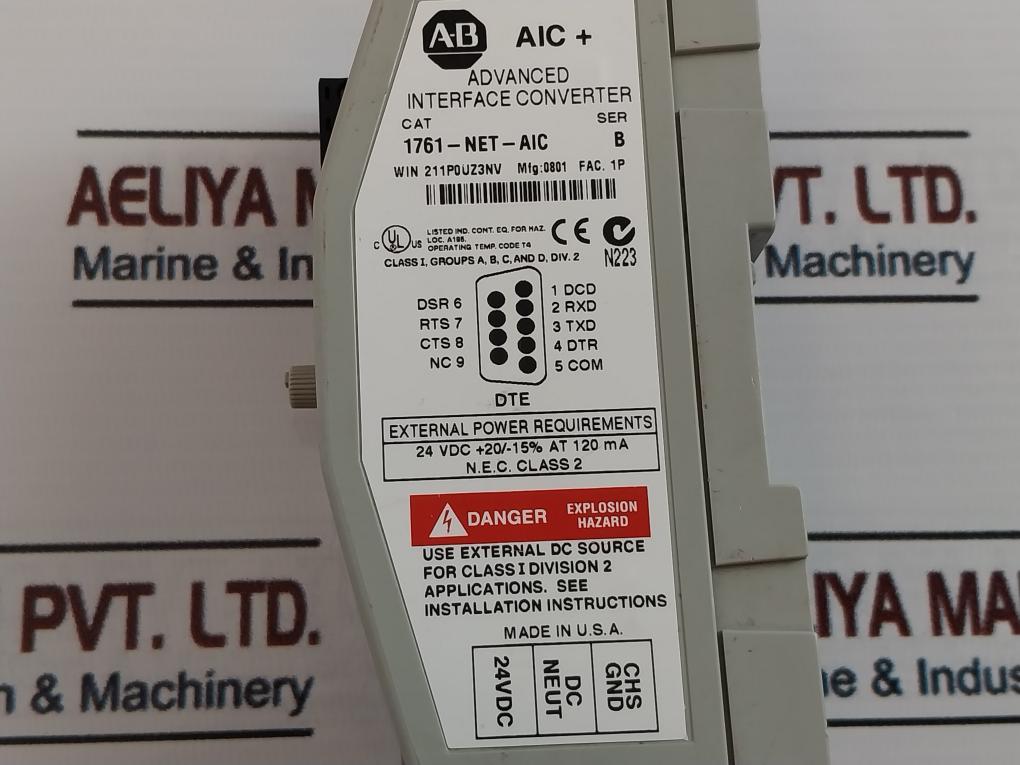 A-B AIC +
ADVANCED
INTERFACE CONVERTER
CAT SER
1761-NET-AIC B
WIN 211P0UZ3NV Mfg:0801 FAC. 1P
C UL US
LISTED IND. CONT. EQ. FOR HAZ.
LOC. A196.
OPERATING TEMP. CODE T4
CE
N223
CLASS I, GROUPS A, B, C, AND D, DIV. 2
1 DCD
DSR 6
2 RXD
RTS 7
3 TXD
CTS 8
4 DTR
NC 9
5 COM
DTE
EXTERNAL POWER REQUIREMENTS
24 VDC +20/-15% AT 120 mA
N.E.C. CLASS 2
DANGER
EXPLOSION
HAZARD
USE EXTERNAL DC SOURCE
FOR CLASS I DIVISION 2
APPLICATIONS. SEE
INSTALLATION INSTRUCTIONS
MADE IN U.S.A.
24VDC
DC
NEUT
CHS
GND
AELIYA
VT. LTD.
Marine & In
Machinery
PVT. LTD.
& Machinery
IYA MA
& Indus